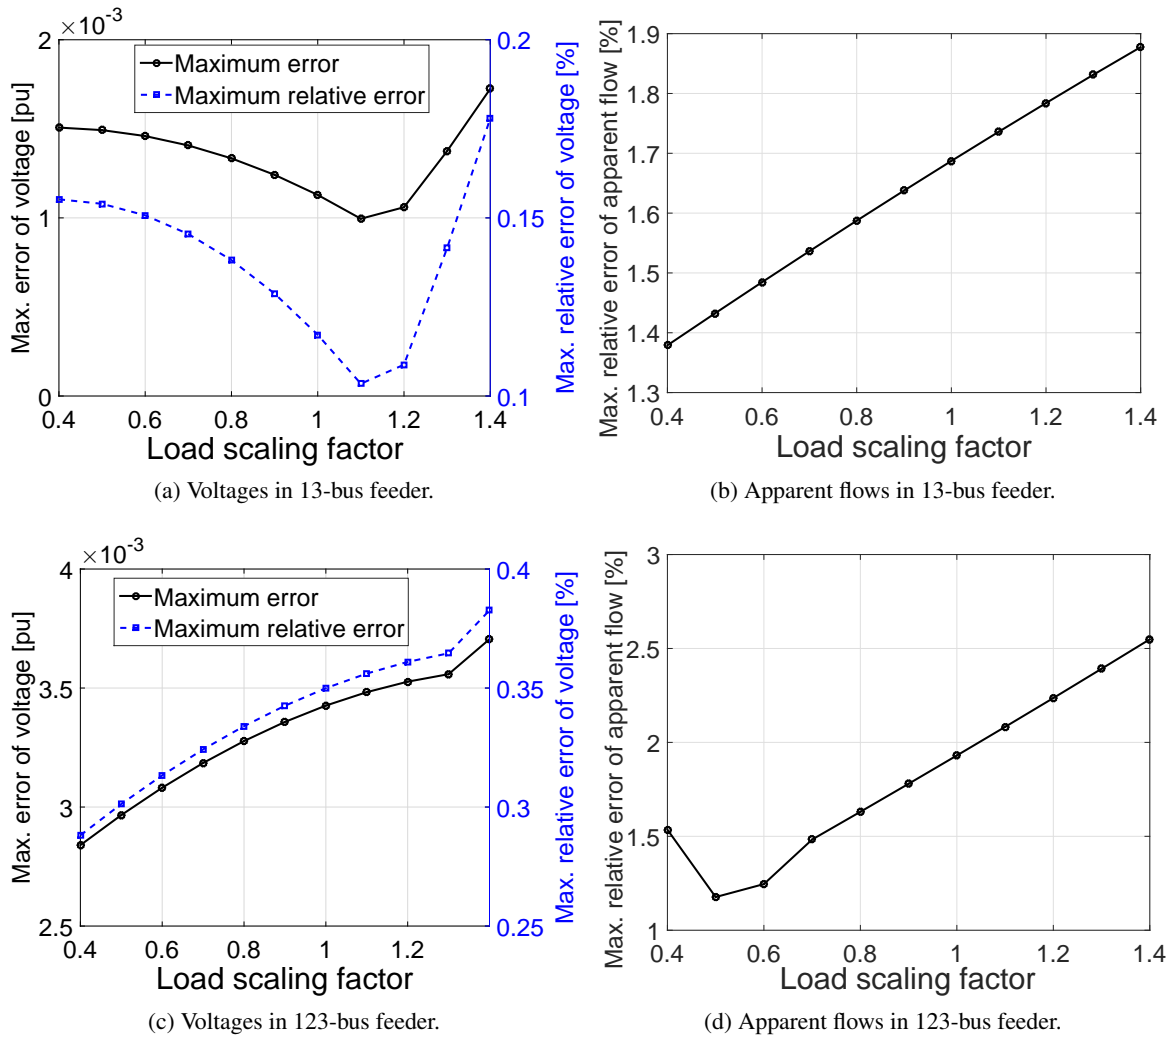 ×10⁻³
2
1
0
Max. error of voltage [pu]
Maximum error
Maximum relative error
0.2
0.15
0.1
Max. relative error of voltage [%]
0.4 0.6 0.8 1 1.2 1.4
Load scaling factor
(a) Voltages in 13-bus feeder.
1.9
1.8
1.7
1.6
1.5
1.4
1.3
Max. relative error of apparent flow [%]
0.4 0.6 0.8 1 1.2 1.4
Load scaling factor
(b) Apparent flows in 13-bus feeder.
×10⁻³
4
3.5
3
2.5
Max. error of voltage [pu]
Maximum error
Maximum relative error
0.4
0.35
0.3
0.25
Max. relative error of voltage [%]
0.4 0.6 0.8 1 1.2
Load scaling factor
(c) Voltages in 123-bus feeder.
3
2.5
2
1.5
1
Max. relative error of apparent flow [%]
0.4 0.6 0.8 1 1.2 1.4
Load scaling factor
(d) Apparent flows in 123-bus feeder.